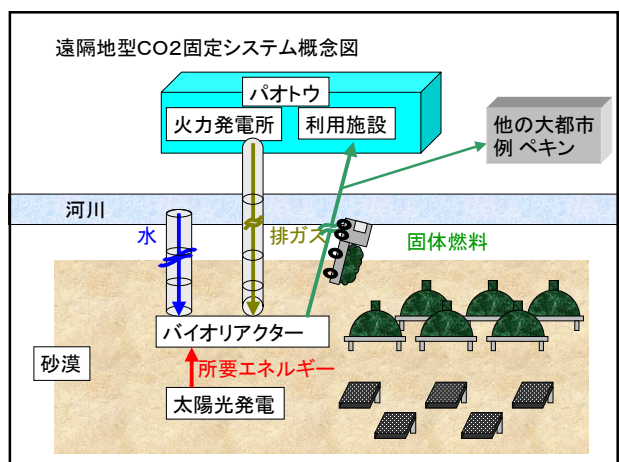 遠隔地型CO2固定システム概念図
パオトウ
火力発電所
利用施設
他の大都市
例 ペキン
河川
水
排ガス
固体燃料
バイオリアクター
砂漠
所要エネルギー
太陽光発電